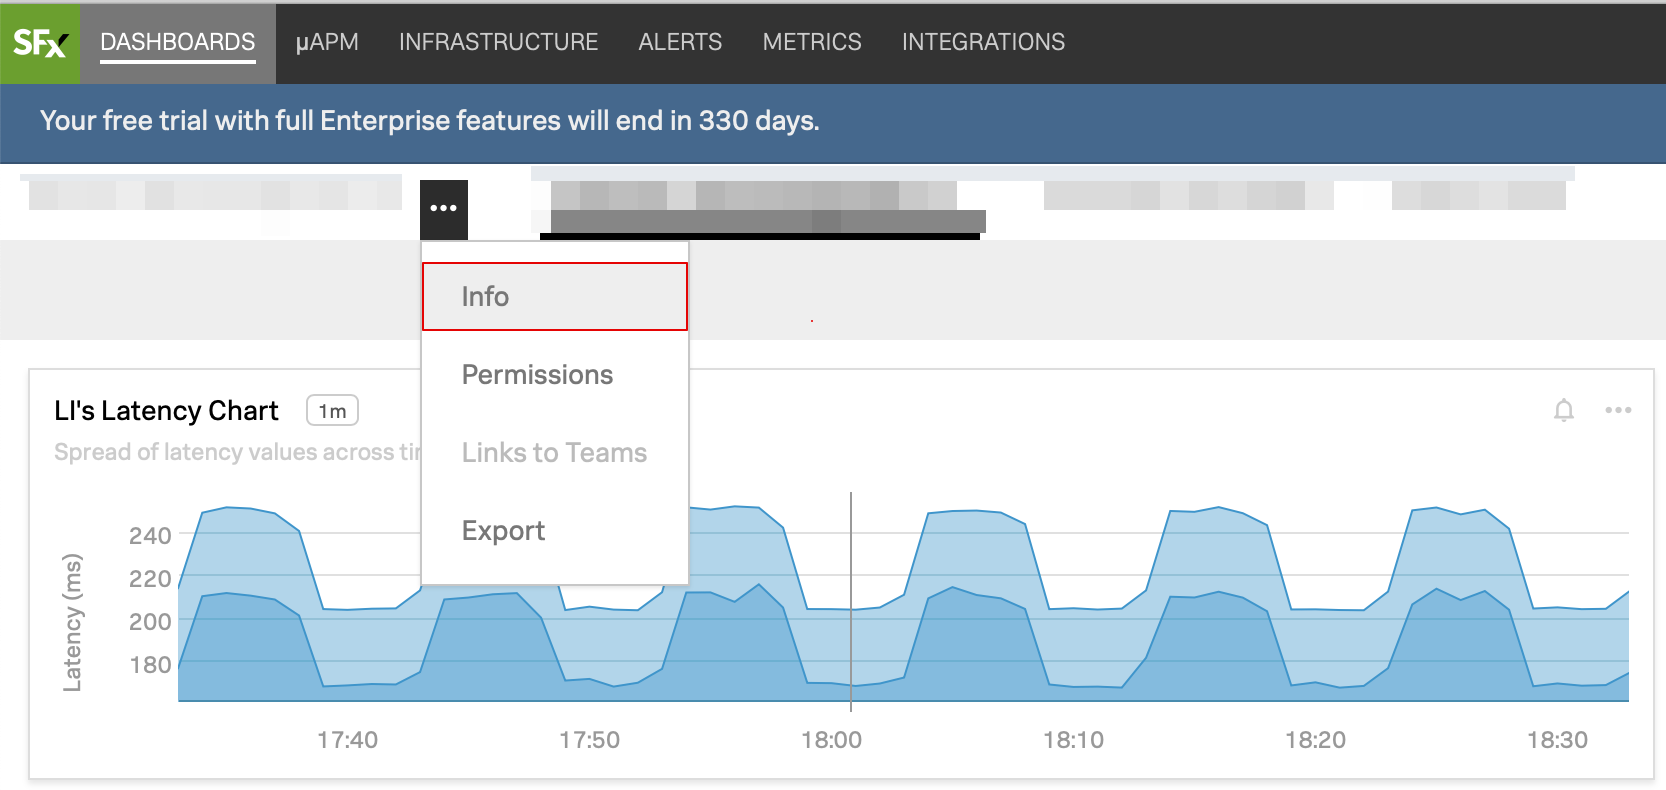 SFx DASHBOARDS µAPM INFRASTRUCTURE ALERTS METRICS INTEGRATIONS
Your free trial with full Enterprise features will end in 330 days.
Info
Permissions
Links to Teams
Export
LI's Latency Chart 1m
Spread of latency values across
Latency (ms)
240
220
200
180
17:40 17:50 18:00 18:10 18:20 18:30